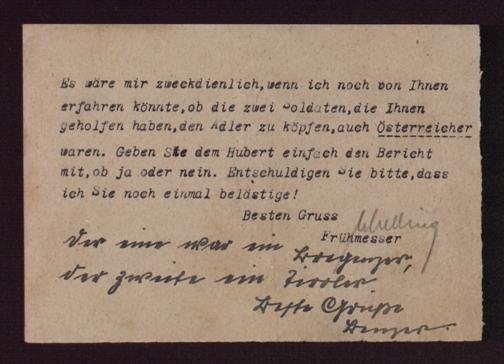 Es wäre mir zweckdienlich,wenn ich noch von Ihnen
erfahren könnte,ob die zwei Soldaten,die Ihnen
geholfen haben,den Adler zu köpfen,auch Österreicher
waren. Geben Sie dem Hubert einfach den Bericht
mit,ob ja oder nein. Entschuldigen Sie bitte,dass
ich Sie noch einmal belästige!
Besten Gruss
Frühmesser
Der eine war ein Bregenzer,
der zweite ein Tiroler
Beste Grüße